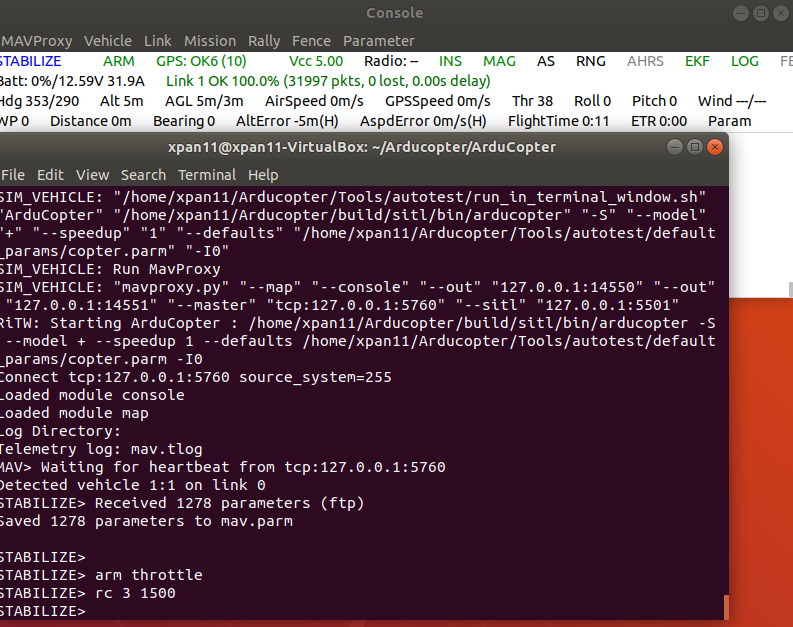 Console
MAVProxy Vehicle Link Mission Rally Fence Parameter
STABILIZE ARM GPS: OK6 (10) Vcc 5.00 Radio: -- INS MAG AS RNG AHRS EKF LOG FE
Batt: 0%/12.59V 31.9A Link 1 OK 100.0% (31997 pkts, 0 lost, 0.00s delay)
Hdg 353/290 Alt 5m AGL 5m/3m AirSpeed 0m/s GPSSpeed 0m/s Thr 38 Roll 0 Pitch 0 Wind ---/---
WP 0 Distance 0m Bearing 0 AltError -5m(H) AspdError 0m/s(H) FlightTime 0:11 ETR 0:00 Param
xpan11@xpan11-VirtualBox: ~/Arducopter/ArduCopter
File Edit View Search Terminal Help
SIM_VEHICLE: "/home/xpan11/Arducopter/Tools/autotest/run_in_terminal_window.sh"
"ArduCopter" "/home/xpan11/Arducopter/build/sitl/bin/arducopter" "-S" "--model"
"+" "--speedup" "1" "--defaults" "/home/xpan11/Arducopter/Tools/autotest/default
_params/copter.parm" "-I0"
SIM_VEHICLE: Run MavProxy
SIM_VEHICLE: "mavproxy.py" "--map" "--console" "--out" "127.0.0.1:14550" "--out"
"127.0.0.1:14551" "--master" "tcp:127.0.0.1:5760" "--sitl" "127.0.0.1:5501"
RiTW: Starting ArduCopter : /home/xpan11/Arducopter/build/sitl/bin/arducopter -S
--model + --speedup 1 --defaults /home/xpan11/Arducopter/Tools/autotest/default
_params/copter.parm -I0
Connect tcp:127.0.0.1:5760 source_system=255
Loaded module console
Loaded module map
Log Directory:
Telemetry log: mav.tlog
MAV> Waiting for heartbeat from tcp:127.0.0.1:5760
Detected vehicle 1:1 on link 0
STABILIZE> Received 1278 parameters (ftp)
Saved 1278 parameters to mav.parm
STABILIZE>
STABILIZE> arm throttle
STABILIZE> rc 3 1500
STABILIZE>